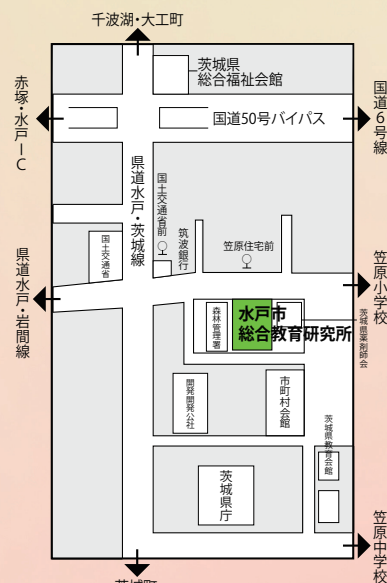 千波湖・大工町
茨城県
総合福祉会館
赤塚・水戸IC
国道50号バイパス
国道6号線
県道水戸・茨城線
国土交通省前
筑波銀行
笠原住宅前
国土交通省
県道水戸・岩間線
笠原小学校
森林管理署
水戸市
総合教育研究所
茨城県薬剤師会
開発開発公社
市町村会館
茨城県教育会館
茨城県庁
笠原中学校
茨城町